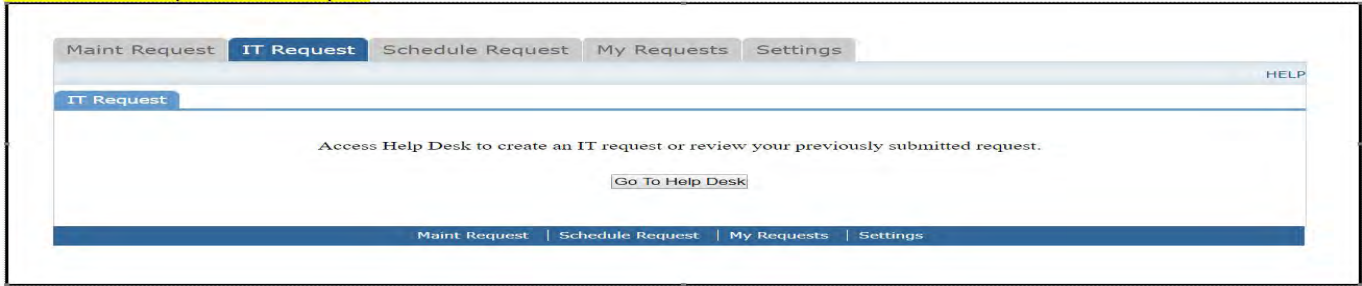 Maint Request IT Request Schedule Request My Requests Settings
HELP
IT Request
Access Help Desk to create an IT request or review your previously submitted request.
Go To Help Desk
Maint Request | Schedule Request | My Requests | Settings